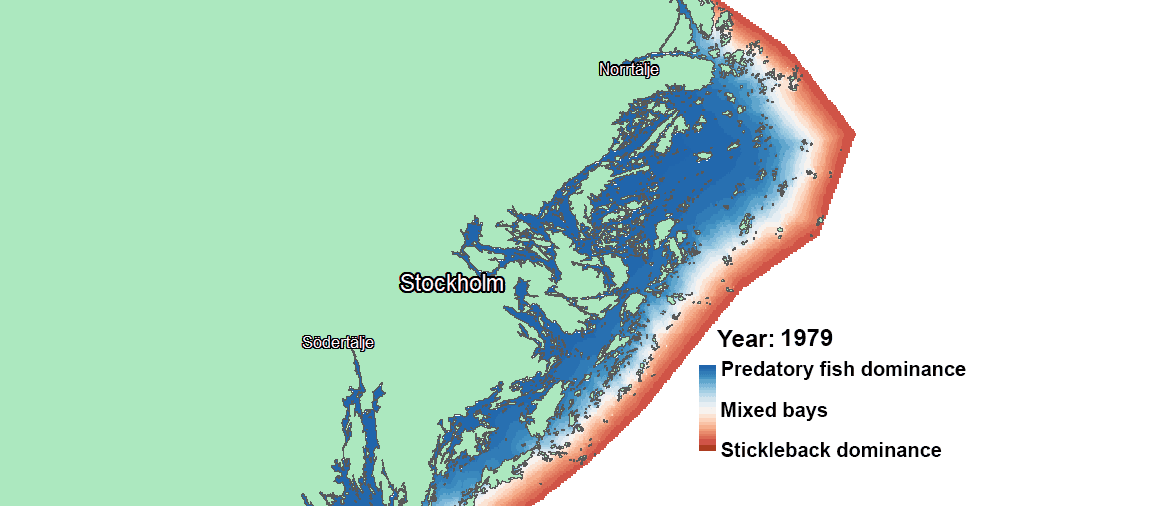 Norrtälje
Stockholm
Södertälje
Year: 1979
Predatory fish dominance
Mixed bays
Stickleback dominance